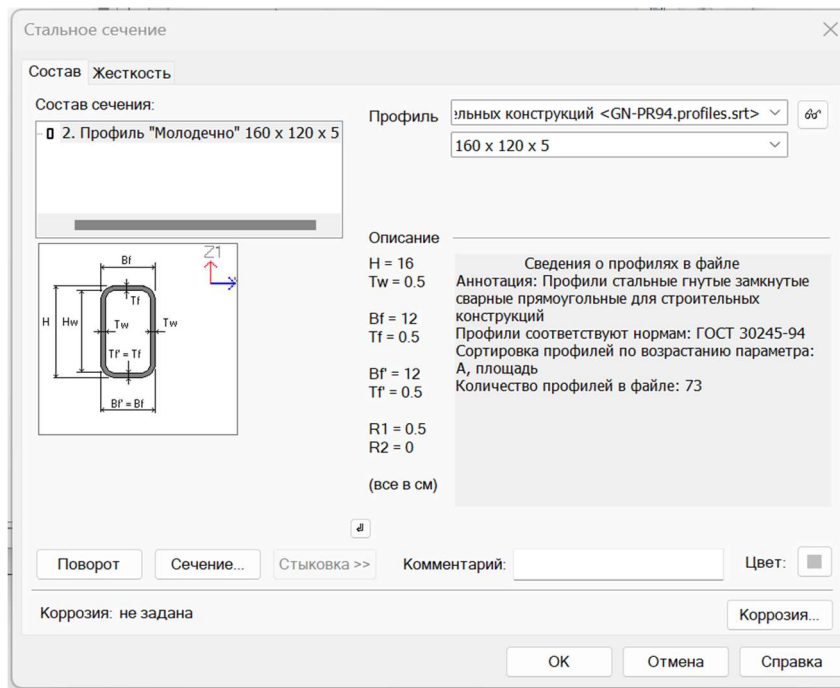 Стальное сечение
Состав Жесткость
Состав сечения:
2. Профиль "Молодечно" 160 x 120 x 5
Профиль
ельных конструкций <GN-PR94.profiles.srt>
160 x 120 x 5
Bf
Z1
Tf
H
Hw
Tw
Tw
Tf' = Tf
Bf' = Bf
Описание
H = 16
Tw = 0.5
Bf = 12
Tf = 0.5
Bf' = 12
Tf' = 0.5
R1 = 0.5
R2 = 0
(все в см)
Сведения о профилях в файле
Аннотация: Профили стальные гнутые замкнутые
сварные прямоугольные для строительных
конструкций
Профили соответствуют нормам: ГОСТ 30245-94
Сортировка профилей по возрастанию параметра:
A, площадь
Количество профилей в файле: 73
Поворот
Сечение...
Стыковка >>
Комментарий:
Цвет:
Коррозия: не задана
Коррозия...
OK
Отмена
Справка